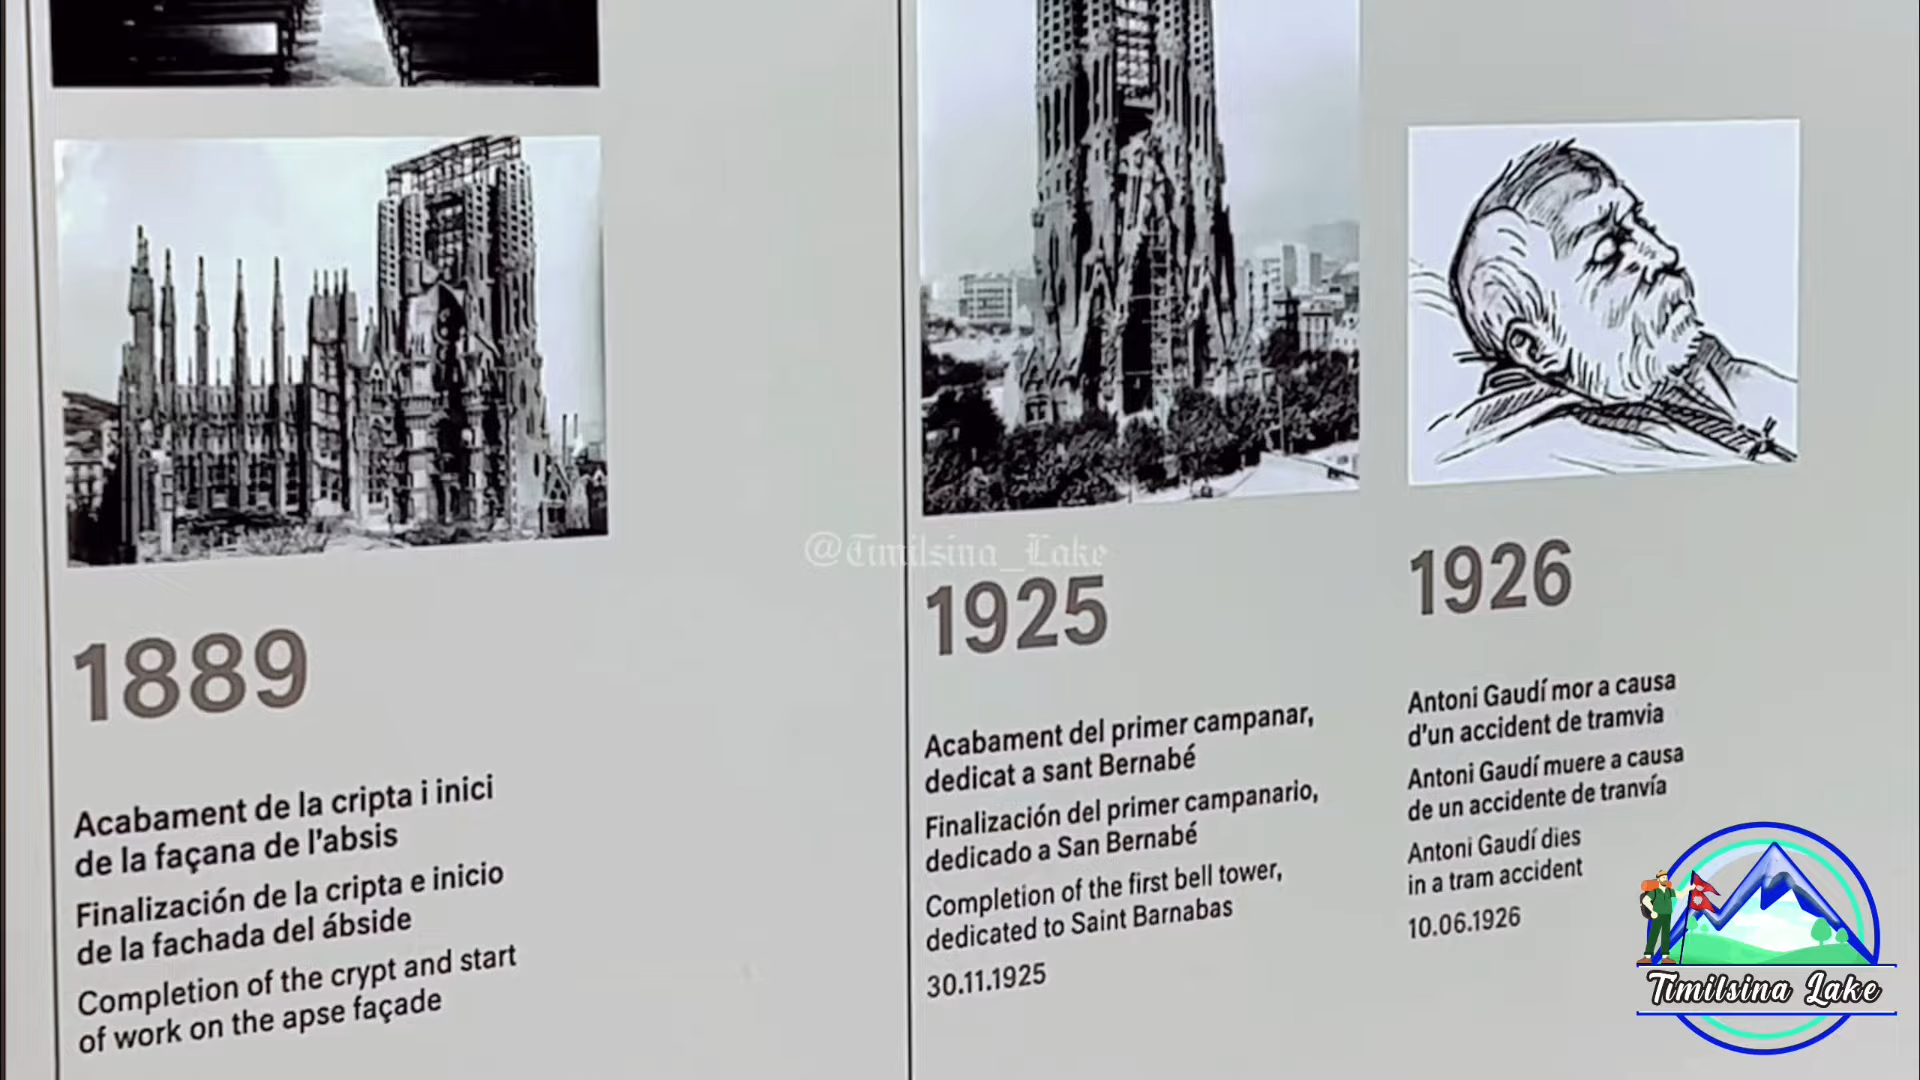 1889
Acabament de la cripta i inici
de la façana de l'absis
Finalización de la cripta e inicio
de la fachada del ábside
Completion of the crypt and start
of work on the apse façade
@Timilsina_Lake
1925
Acabament del primer campanar,
dedicat a sant Bernabé
Finalización del primer campanario,
dedicado a San Bernabé
Completion of the first bell tower,
dedicated to Saint Barnabas
30.11.1925
1926
Antoni Gaudí mor a causa
d'un accident de tramvia
Antoni Gaudí muere a causa
de un accidente de tranvía
Antoni Gaudí dies
in a tram accident
10.06.1926
Timilsina Lake